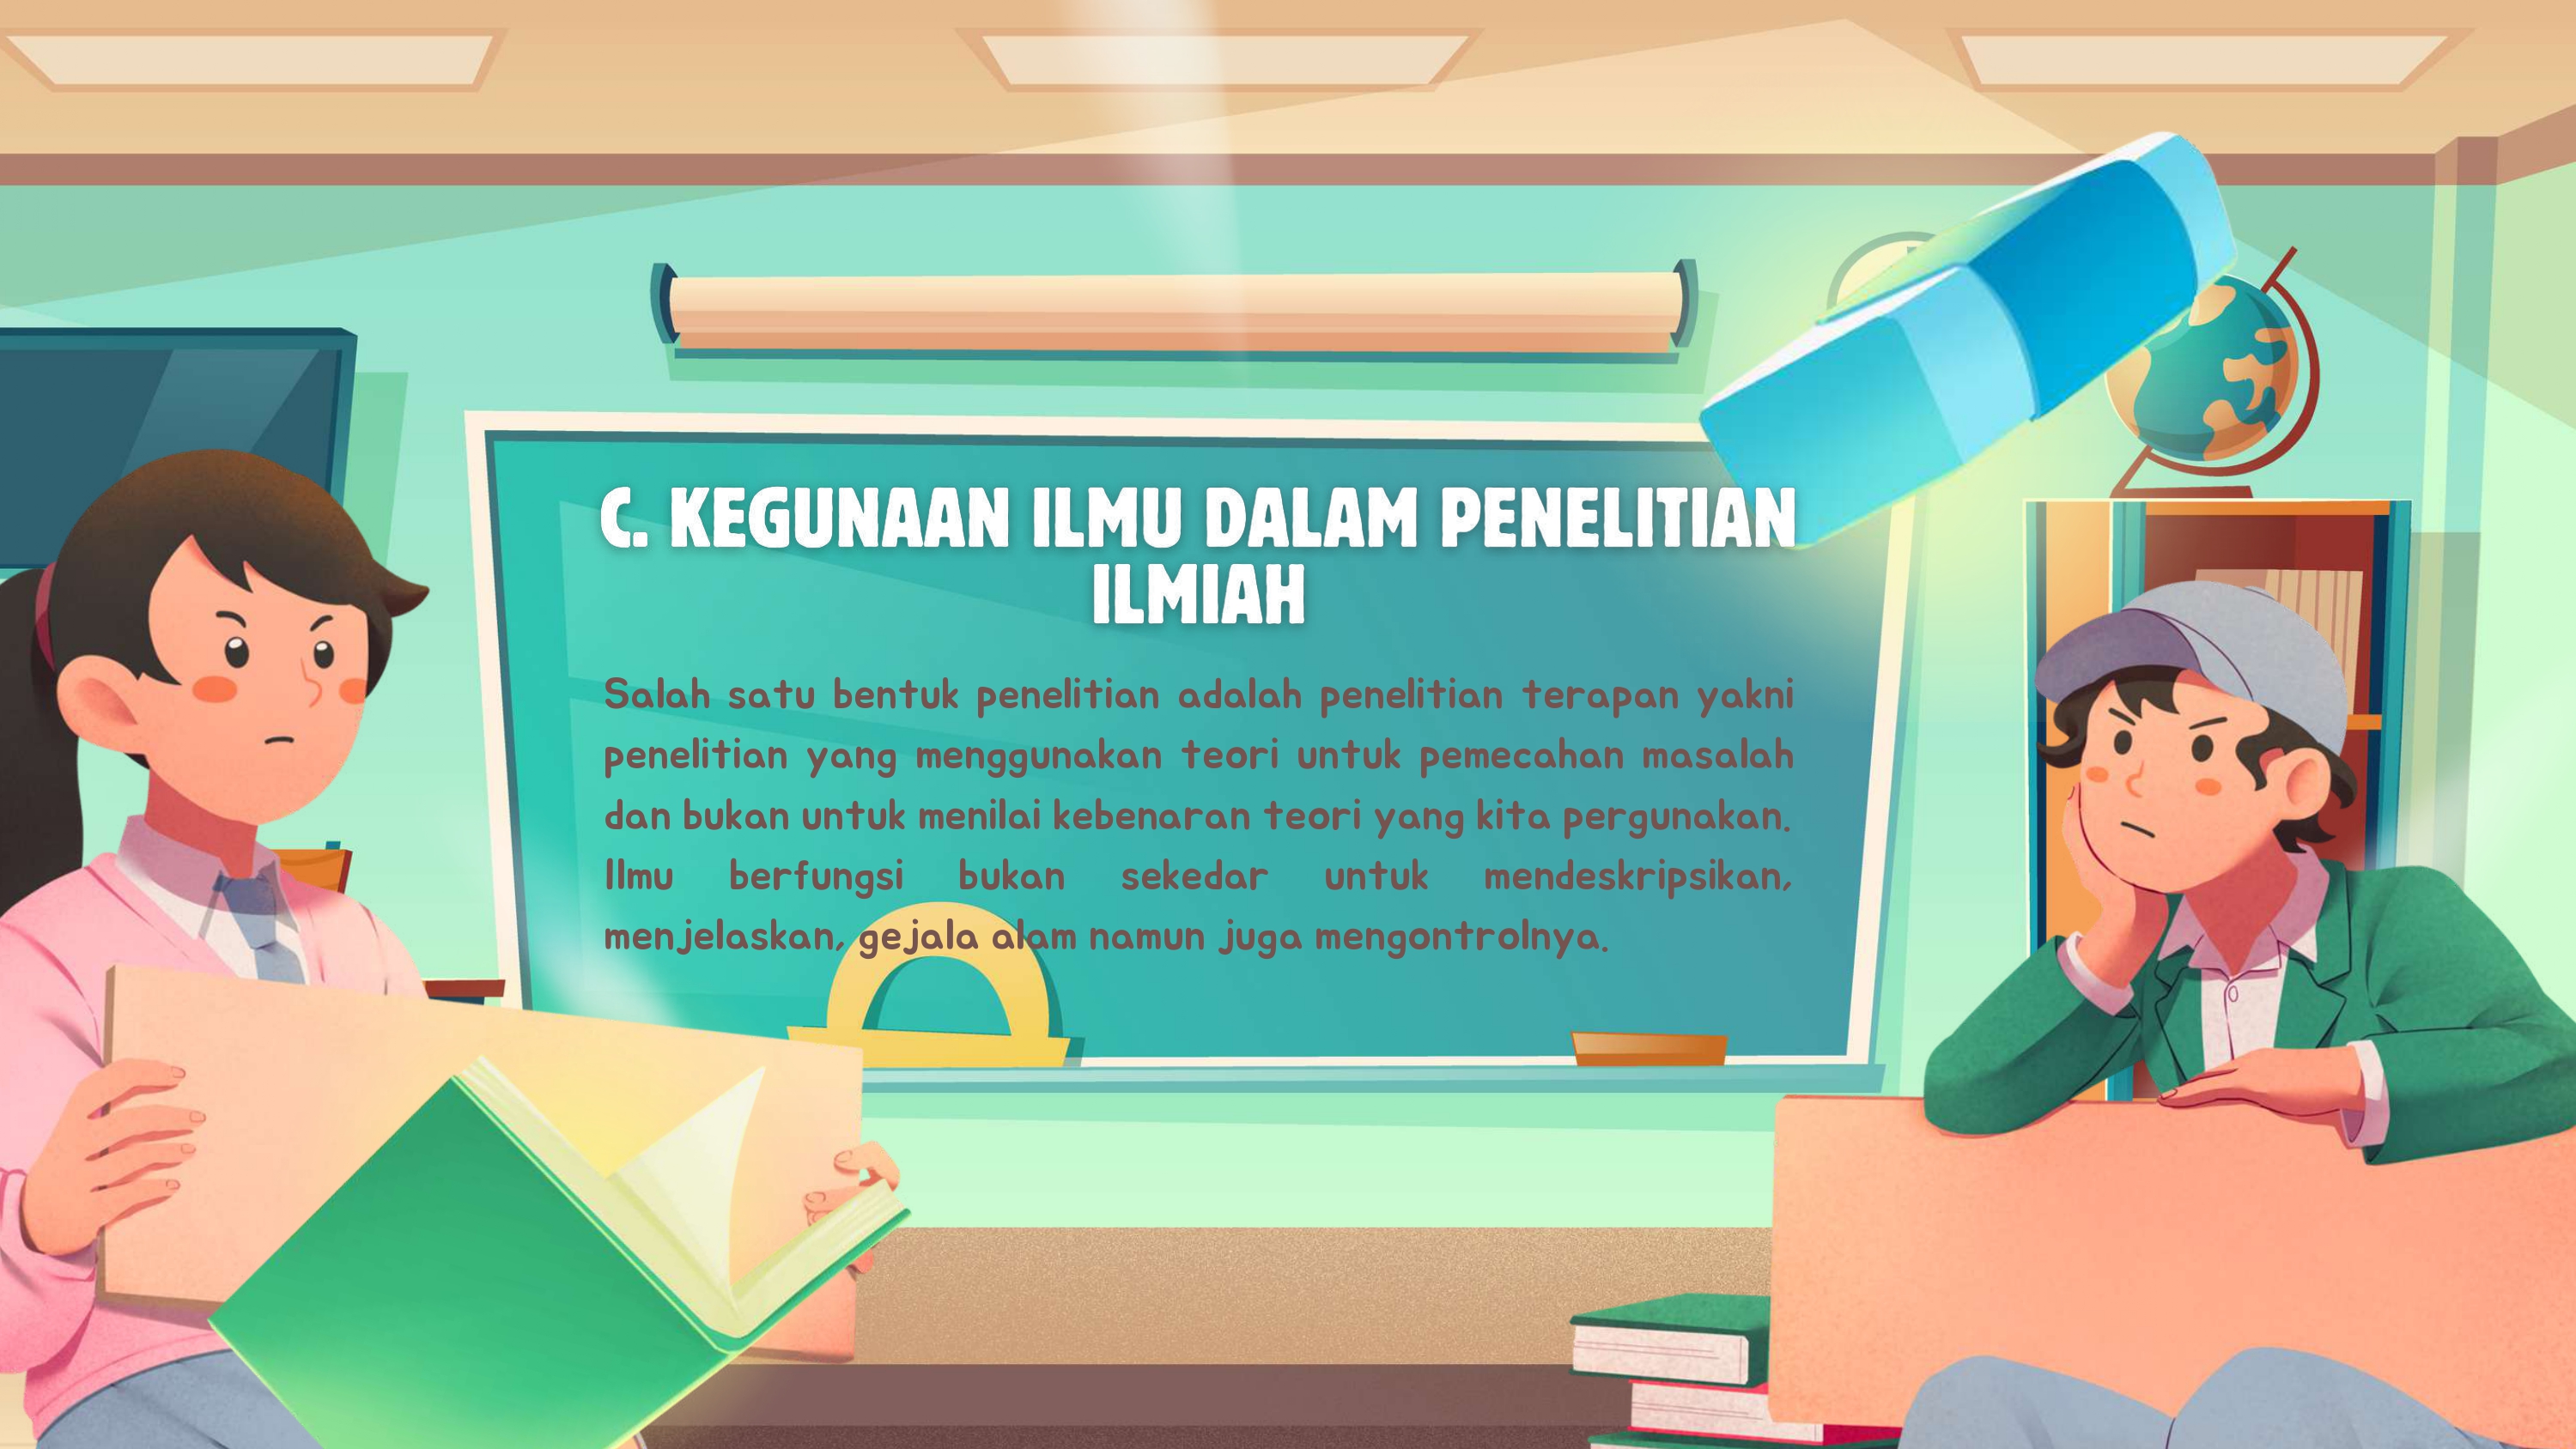 C. KEGUNAAN ILMU DALAM PENELITIAN
ILMIAH
Salah satu bentuk penelitian adalah penelitian terapan yakni
penelitian yang menggunakan teori untuk pemecahan masalah
dan bukan untuk menilai kebenaran teori yang kita pergunakan.
Ilmu berfungsi bukan sekedar untuk mendeskripsikan,
menjelaskan, gejala alam namun juga mengontrolnya.